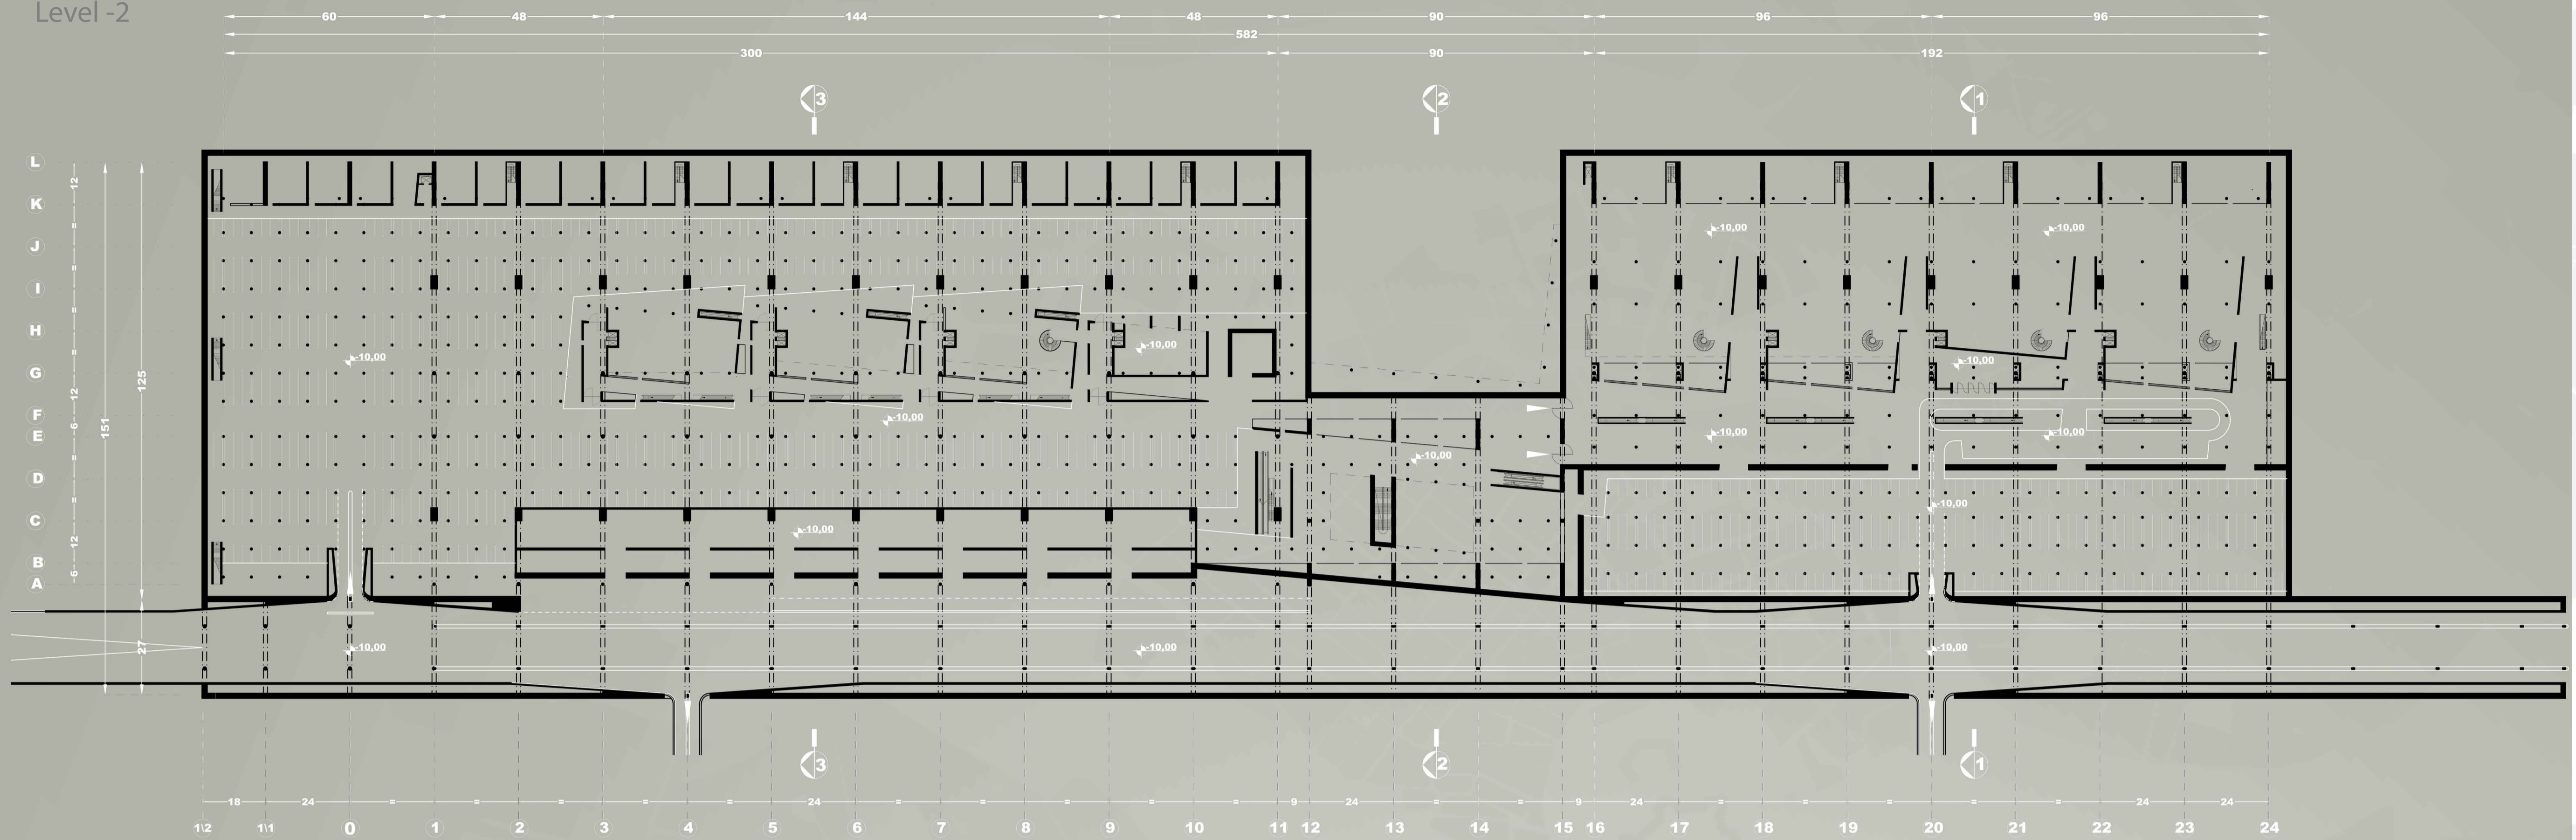 Level -2
60 48 144 48 90 96 96
582
300 90 192
3 2 1
L
12
K
=
J
=
I
=
H
=
G
12
F
6
E
=
D
=
C
12
B
6
A
125
151
27
-10,00 -10,00
-10,00 -10,00 -10,00
-10,00
-10,00 -10,00
-10,00
-10,00
-10,00
-10,00 -10,00 -10,00
3 2 1
18 24 = = = = = 24 = = = = = 9 24 = = 9 24 = = = = = 24 24
1\2 1\1 0 1 2 3 4 5 6 7 8 9 10 11 12 13 14 15 16 17 18 19 20 21 22 23 24